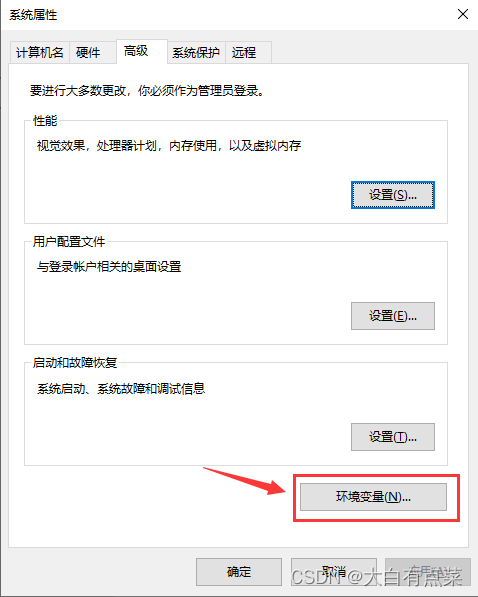 系统属性
计算机名 硬件 高级 系统保护 远程
要进行大多数更改，你必须作为管理员登录。
性能
视觉效果，处理器计划，内存使用，以及虚拟内存
设置(S)...
用户配置文件
与登录帐户相关的桌面设置
设置(E)...
启动和故障恢复
系统启动、系统故障和调试信息
设置(T)...
环境变量(N)...
确定 取消
CSDN @大白有点菜